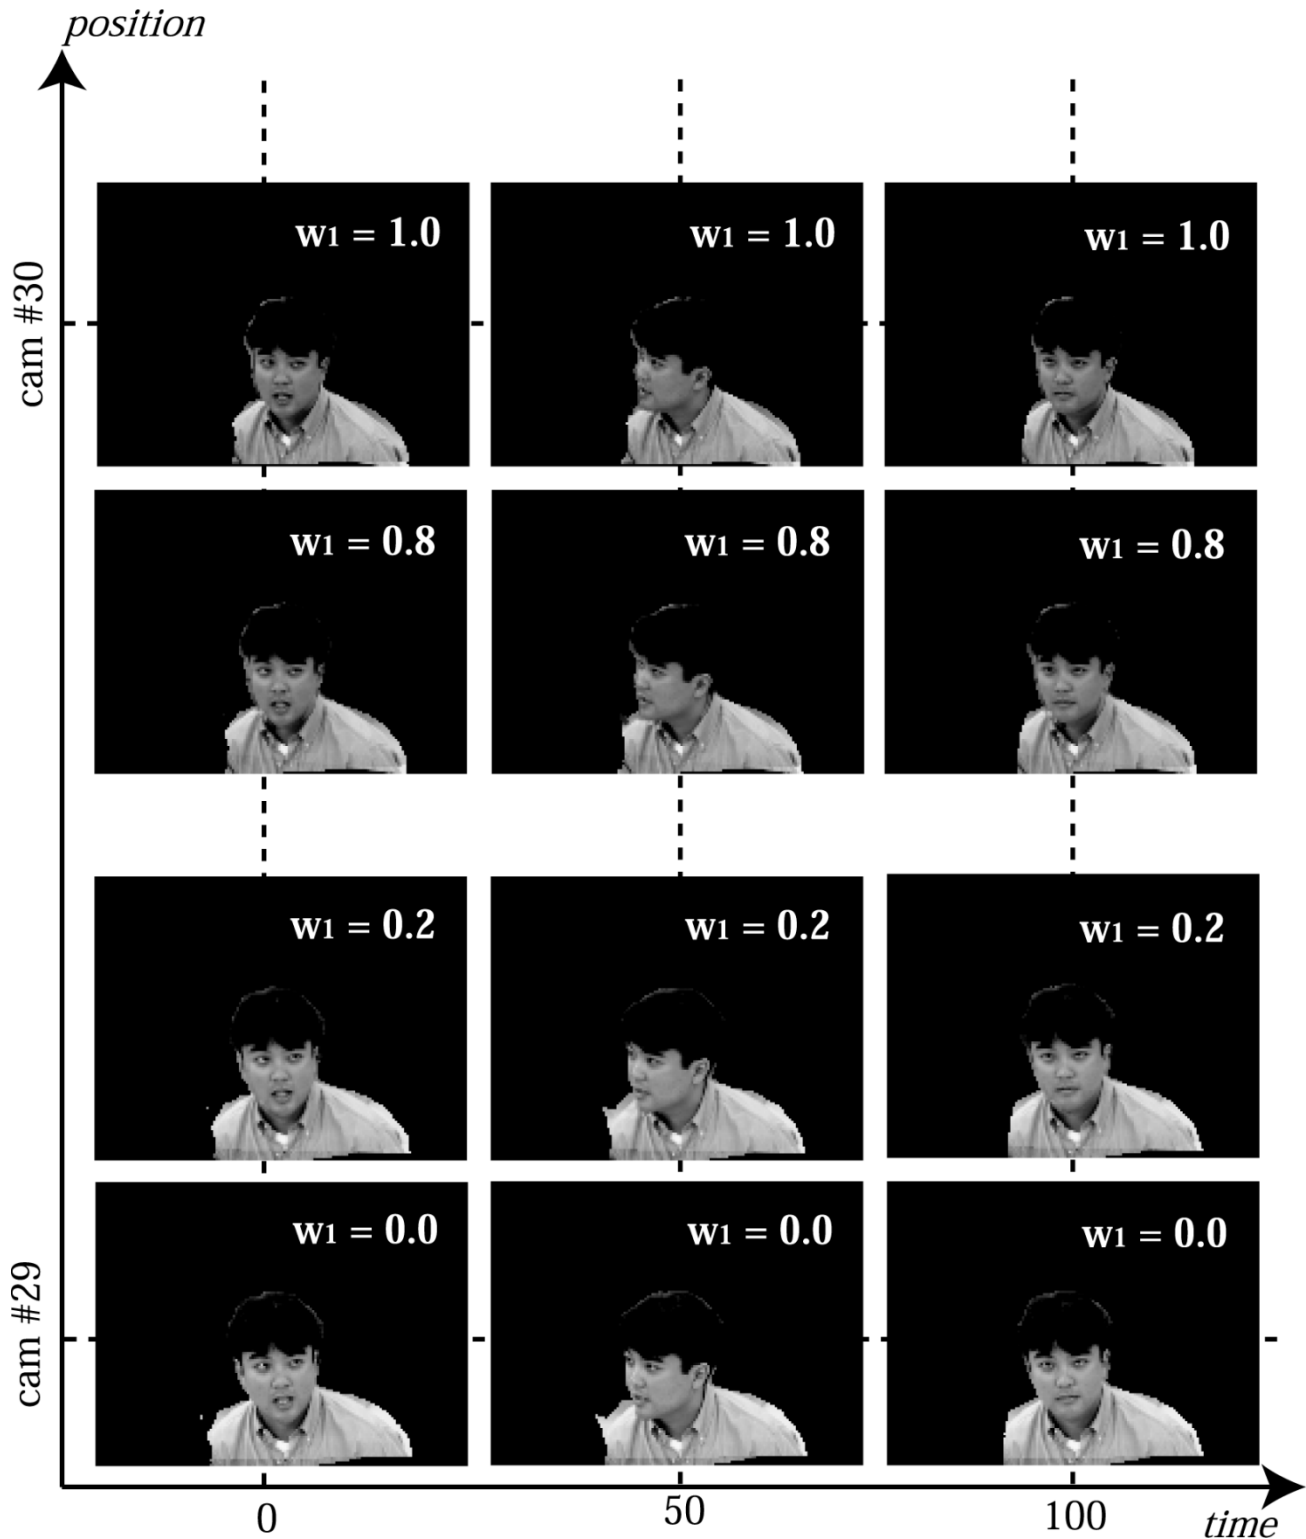 position
cam #30
w1 = 1.0
w1 = 1.0
w1 = 1.0
w1 = 0.8
w1 = 0.8
w1 = 0.8
w1 = 0.2
w1 = 0.2
w1 = 0.2
cam #29
w1 = 0.0
w1 = 0.0
w1 = 0.0
0
50
100
time